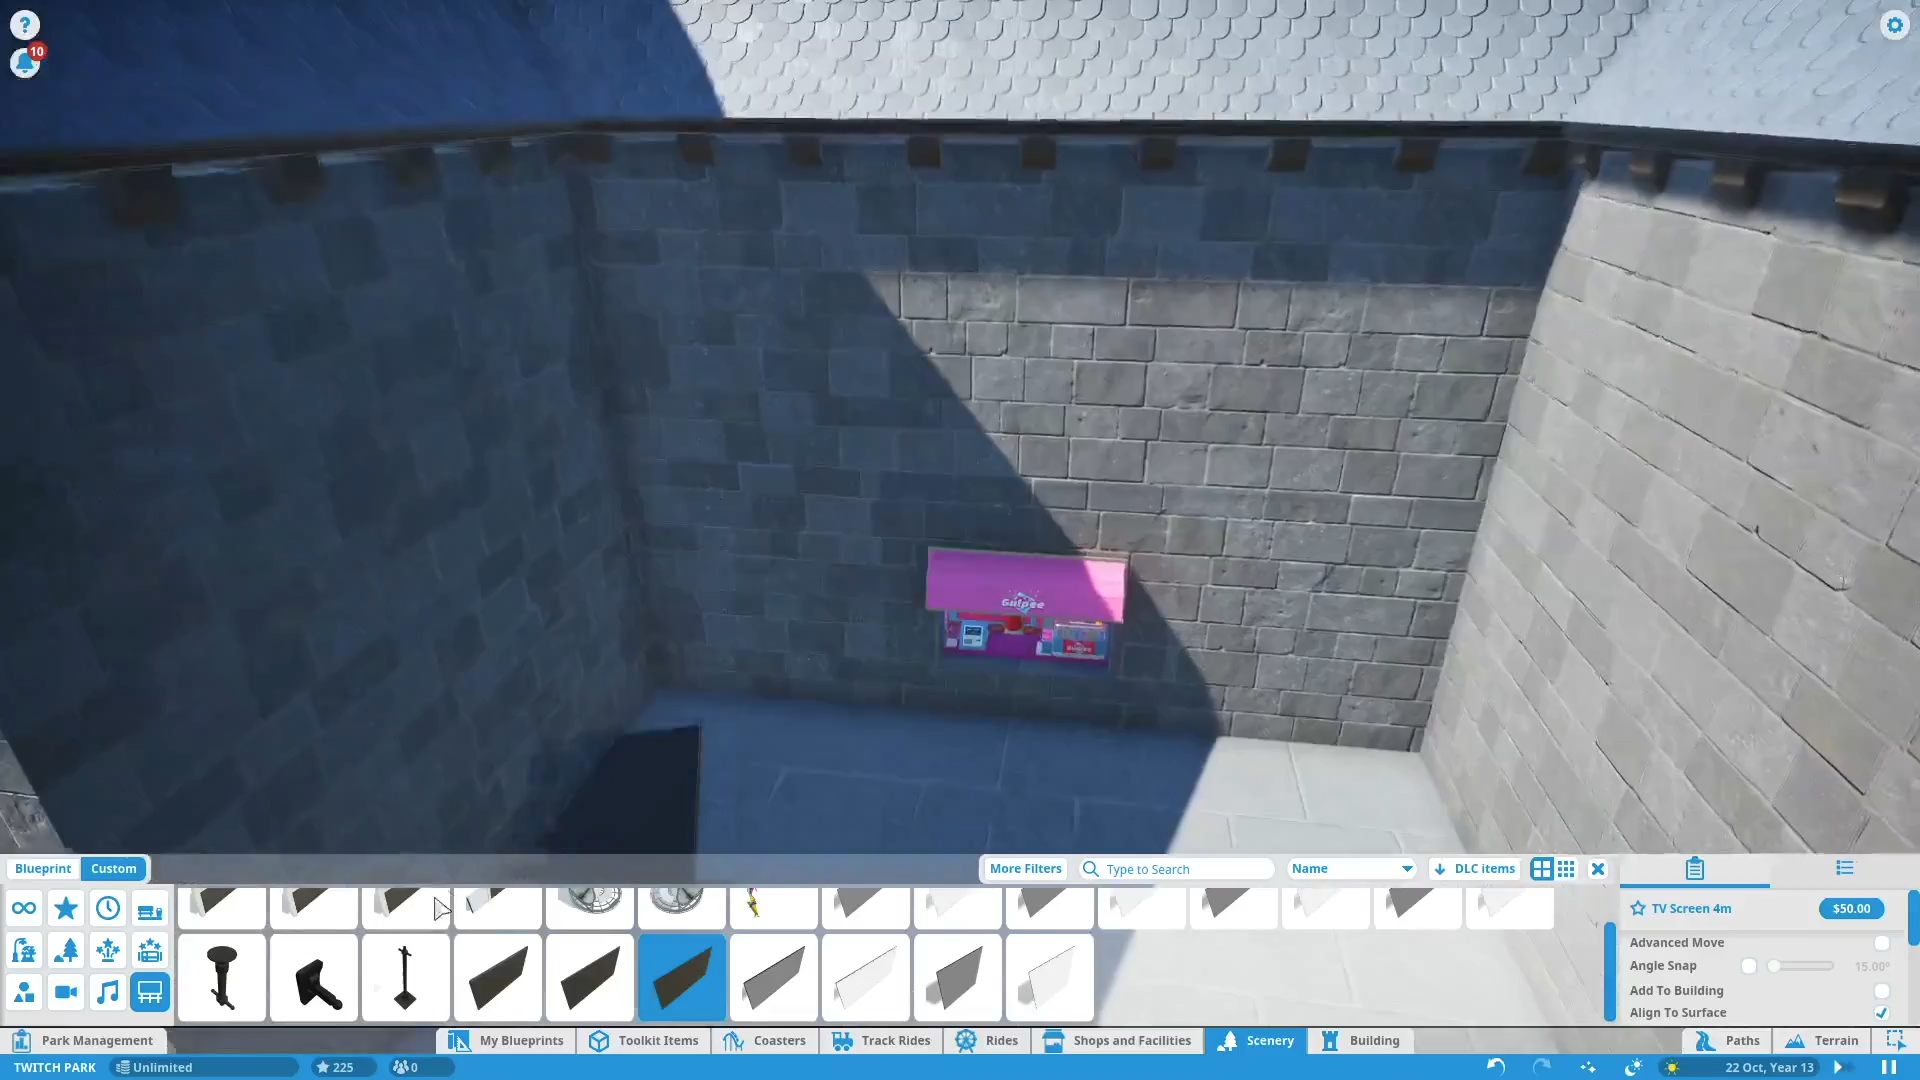 ?
10
Gulpee
Blueprint
Custom
More Filters
Type to Search
Name
DLC items
TV Screen 4m
$50.00
Advanced Move
Angle Snap
15.00°
Add To Building
Align To Surface
Park Management
My Blueprints
Toolkit Items
Coasters
Track Rides
Rides
Shops and Facilities
Scenery
Building
Paths
Terrain
TWITCH PARK
Unlimited
225
0
22 Oct, Year 13